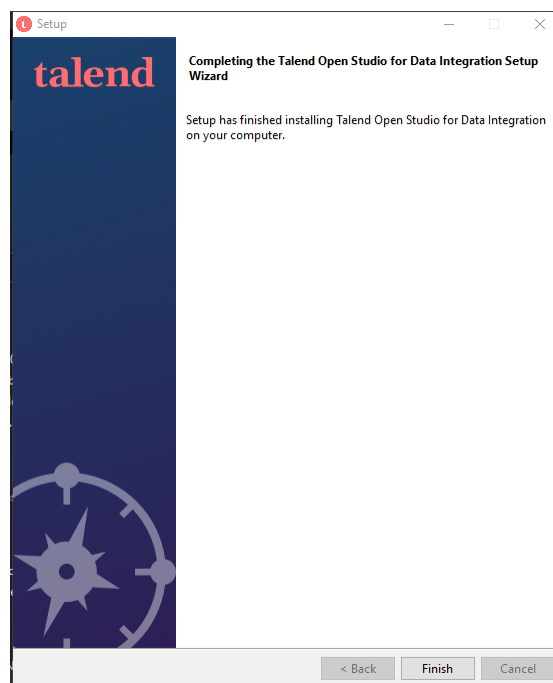 Setup
talend
Completing the Talend Open Studio for Data Integration Setup
Wizard
Setup has finished installing Talend Open Studio for Data Integration
on your computer.
< Back
Finish
Cancel